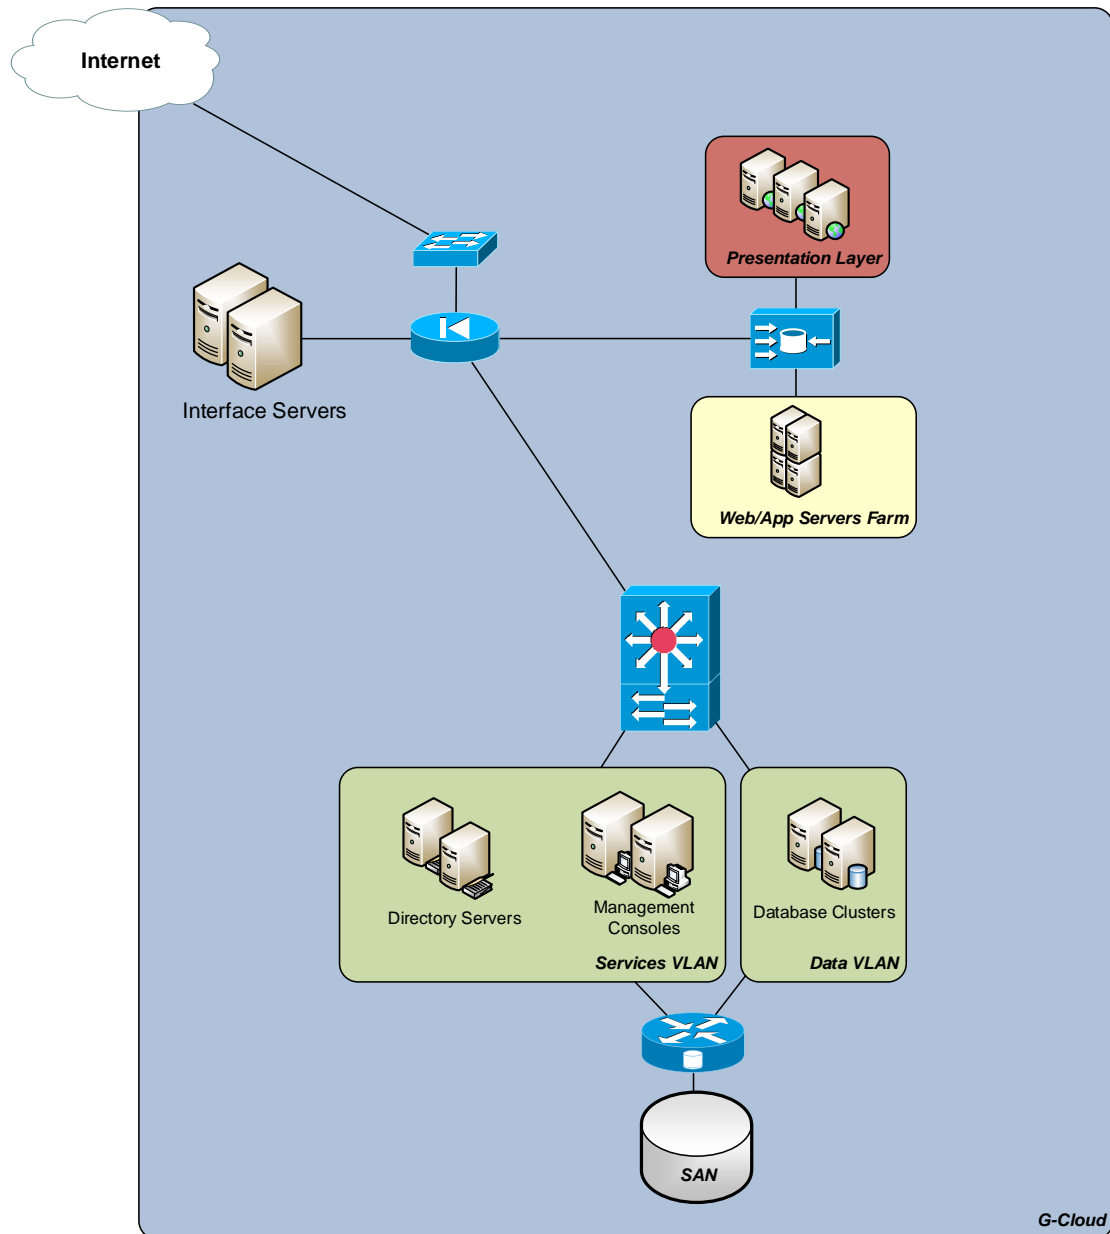 Internet
Presentation Layer
Interface Servers
Web/App Servers Farm
Directory Servers
Management
Consoles
Services VLAN
Database Clusters
Data VLAN
SAN
G-Cloud